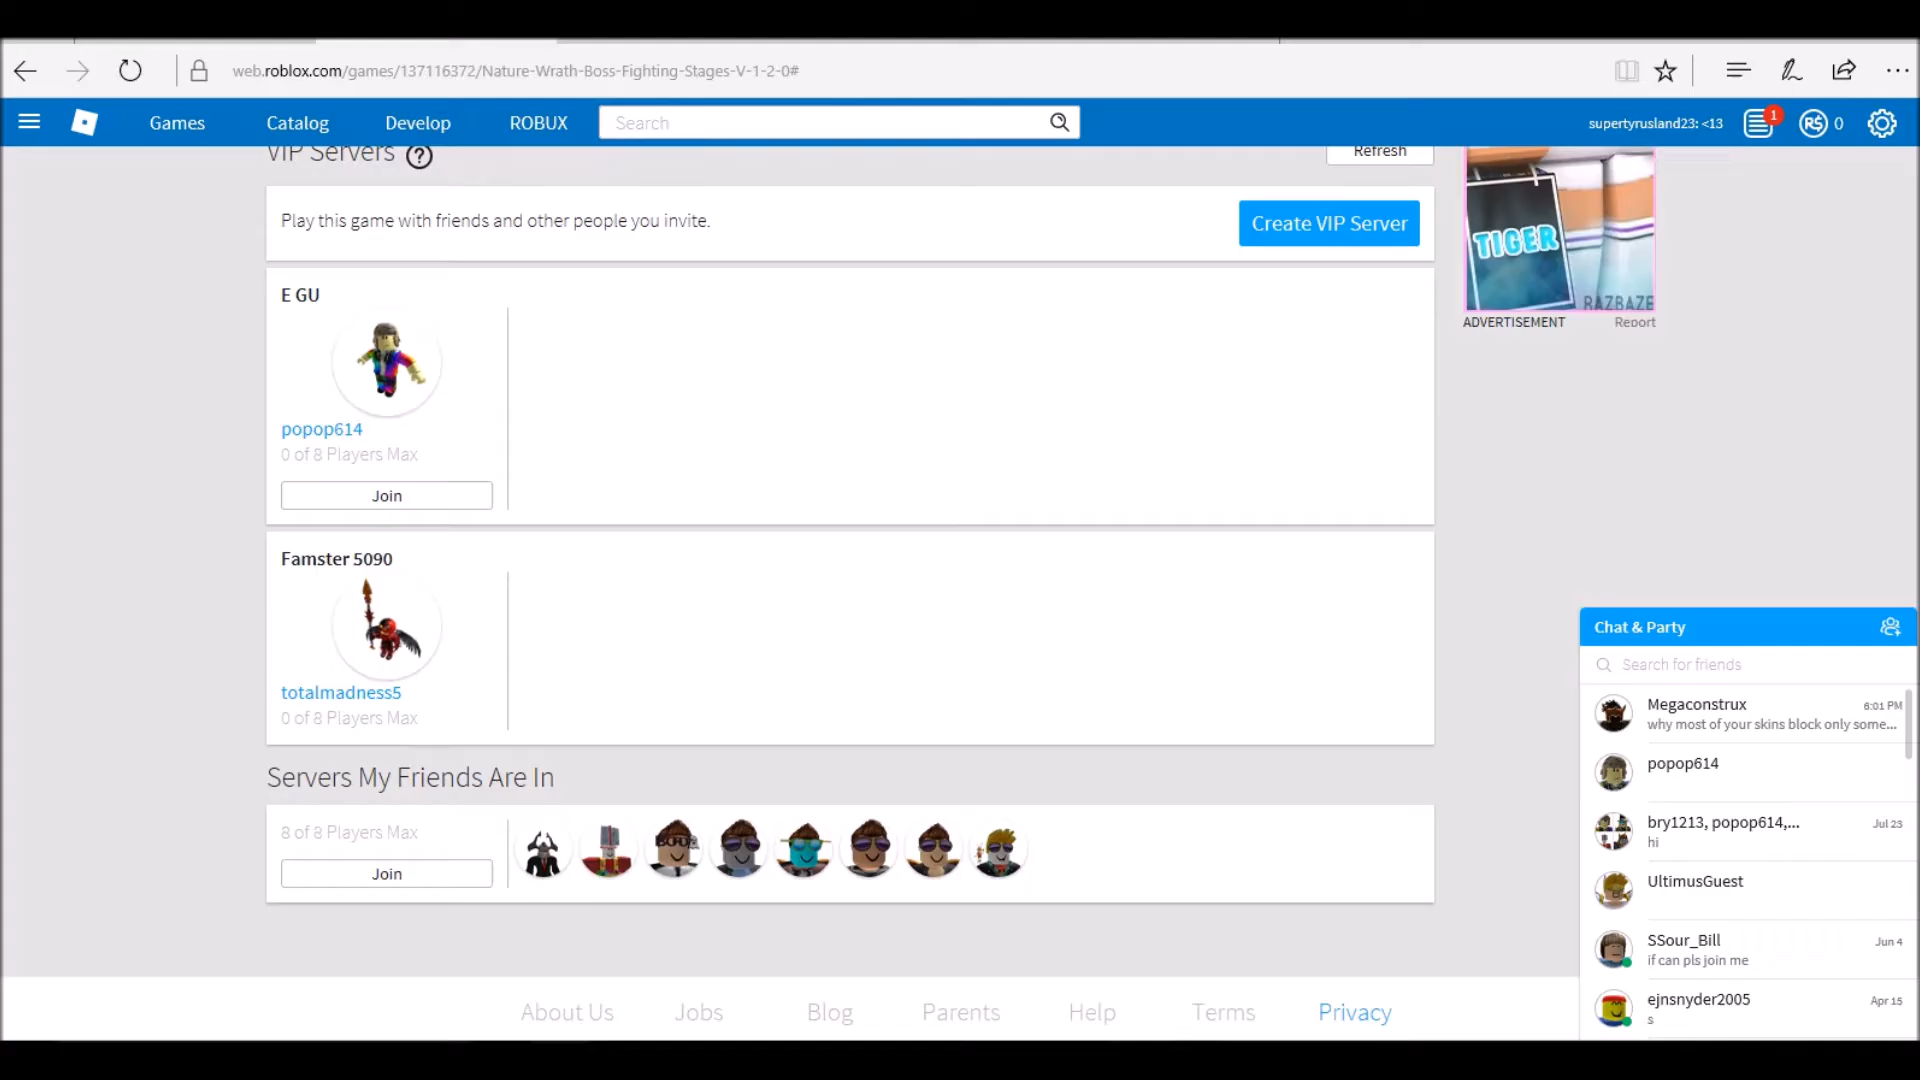 web.roblox.com/games/137116372/Nature-Wrath-Boss-Fighting-Stages-V-1-2-0#
Games Catalog Develop ROBUX Search supertyrusland23: <13 1 R$ 0
VIP Servers ? Refresh
Play this game with friends and other people you invite. Create VIP Server
TIGER
RAZBAZE
ADVERTISEMENT Report
E GU
popop614
0 of 8 Players Max
Join
Famster 5090
totalmadness5
0 of 8 Players Max
Servers My Friends Are In
8 of 8 Players Max
Join
Chat & Party
Search for friends
Megaconstrux 6:01 PM
why most of your skins block only some...
popop614
bry1213, popop614,... Jul 23
hi
UltimusGuest
SSour_Bill Jun 4
if can pls join me
ejnsnyder2005 Apr 15
s
About Us Jobs Blog Parents Help Terms Privacy